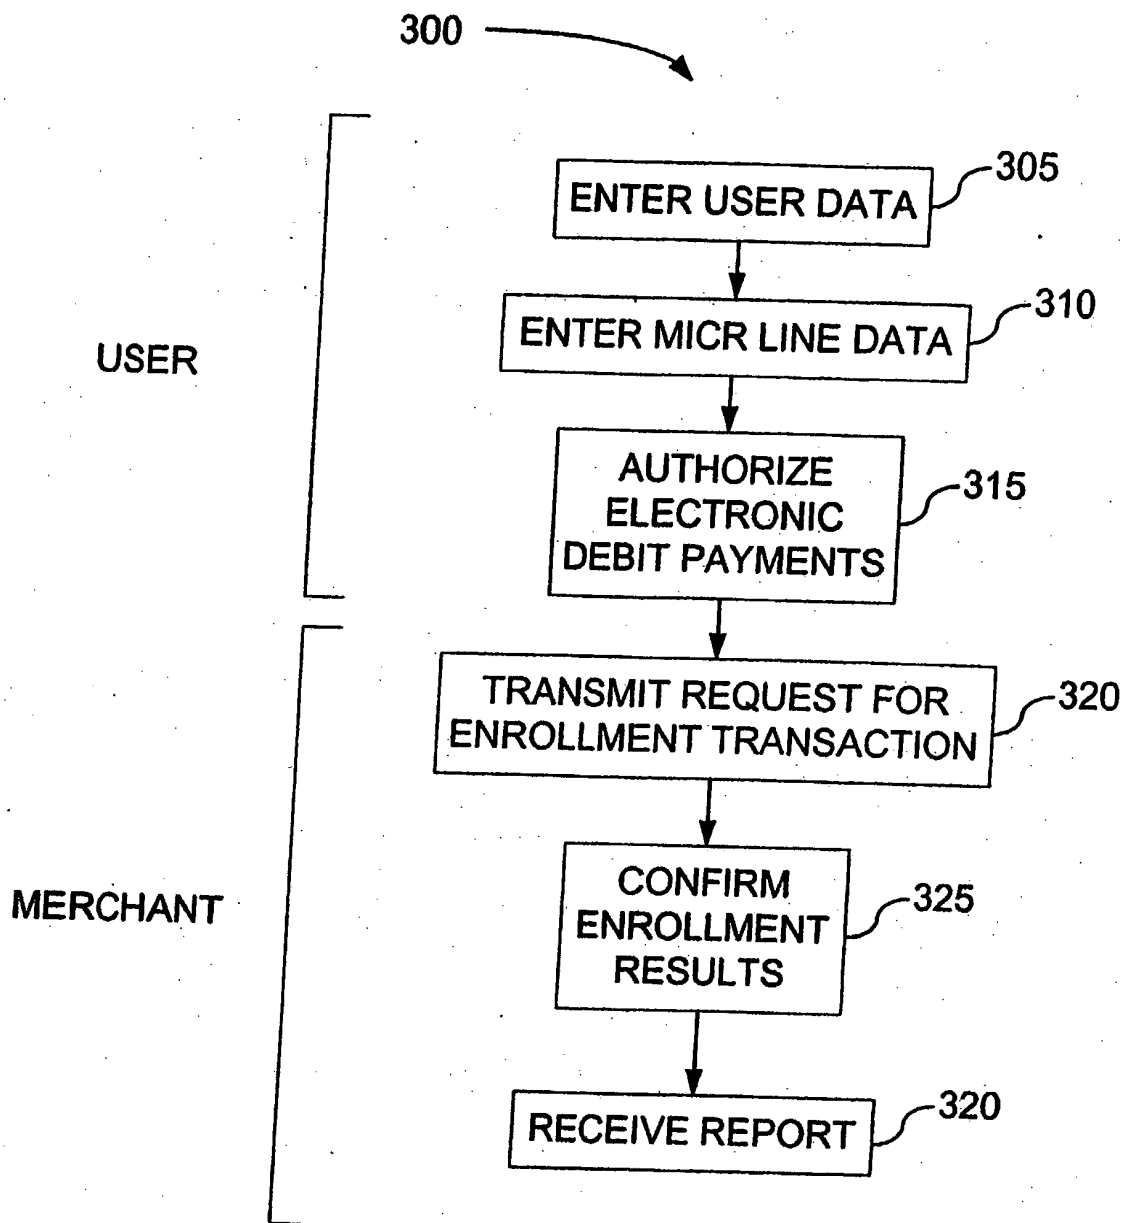 300
305
ENTER USER DATA
310
ENTER MICR LINE DATA
USER
AUTHORIZE
ELECTRONIC
DEBIT PAYMENTS
315
TRANSMIT REQUEST FOR
ENROLLMENT TRANSACTION
320
MERCHANT
CONFIRM
ENROLLMENT
RESULTS
325
RECEIVE REPORT
320